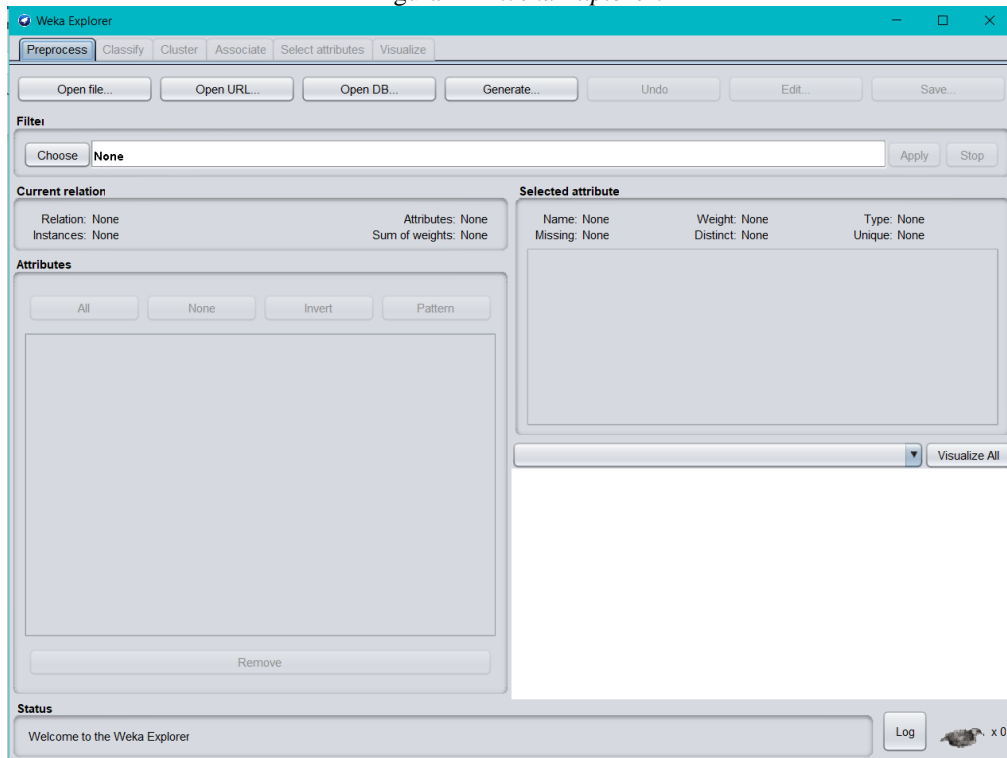 Weka Explorer
Preprocess Classify Cluster Associate Select attributes Visualize
Open file... Open URL... Open DB... Generate... Undo Edit... Save...
Filter
Choose None Apply Stop
Current relation
Relation: None Attributes: None
Instances: None Sum of weights: None
Selected attribute
Name: None Weight: None Type: None
Missing: None Distinct: None Unique: None
Attributes
All None Invert Pattern
Visualize All
Remove
Status
Welcome to the Weka Explorer
Log x 0